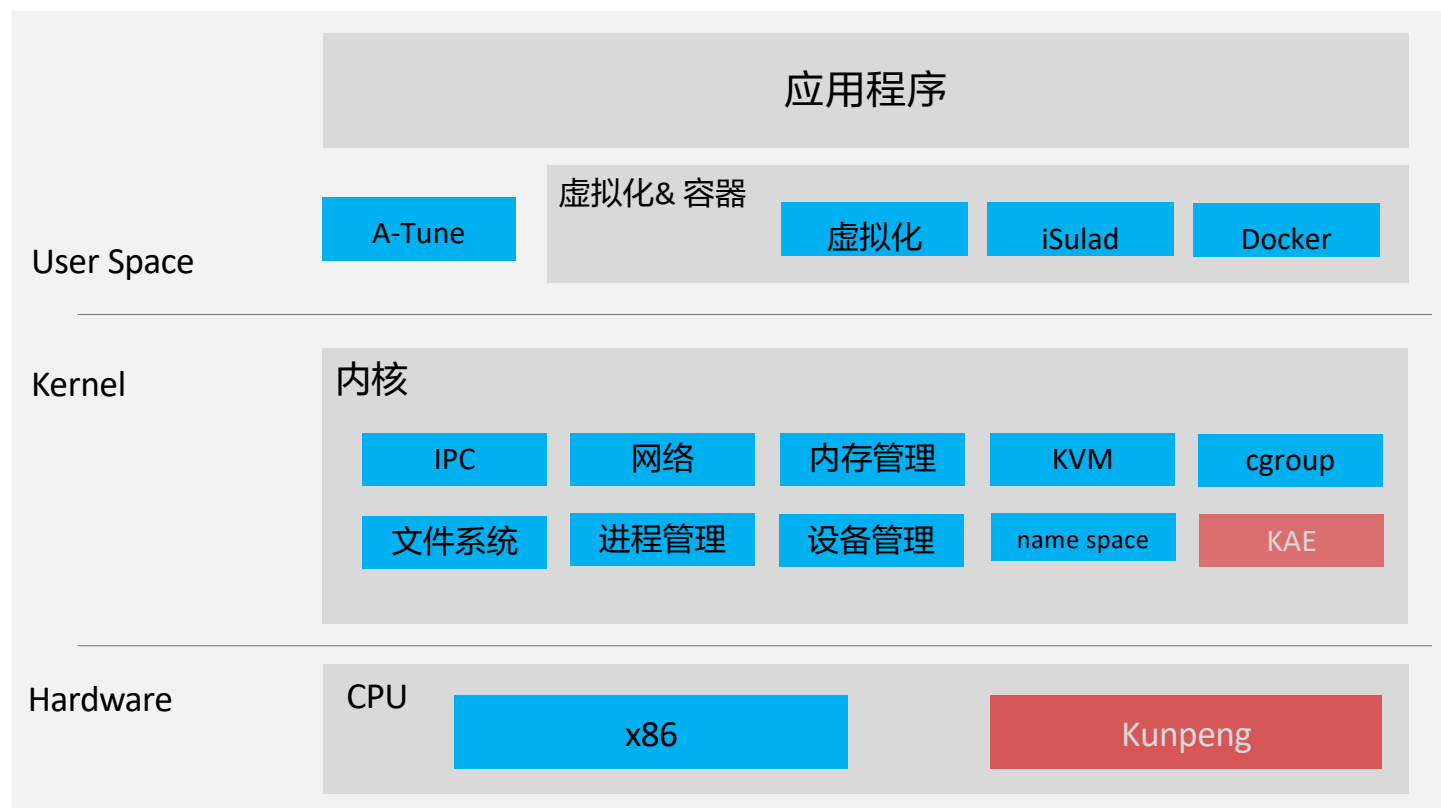 应用程序
虚拟化& 容器
A-Tune
虚拟化
iSulad
Docker
User Space
Kernel
内核
IPC
网络
内存管理
KVM
cgroup
文件系统
进程管理
设备管理
name space
KAE
Hardware
CPU
x86
Kunpeng